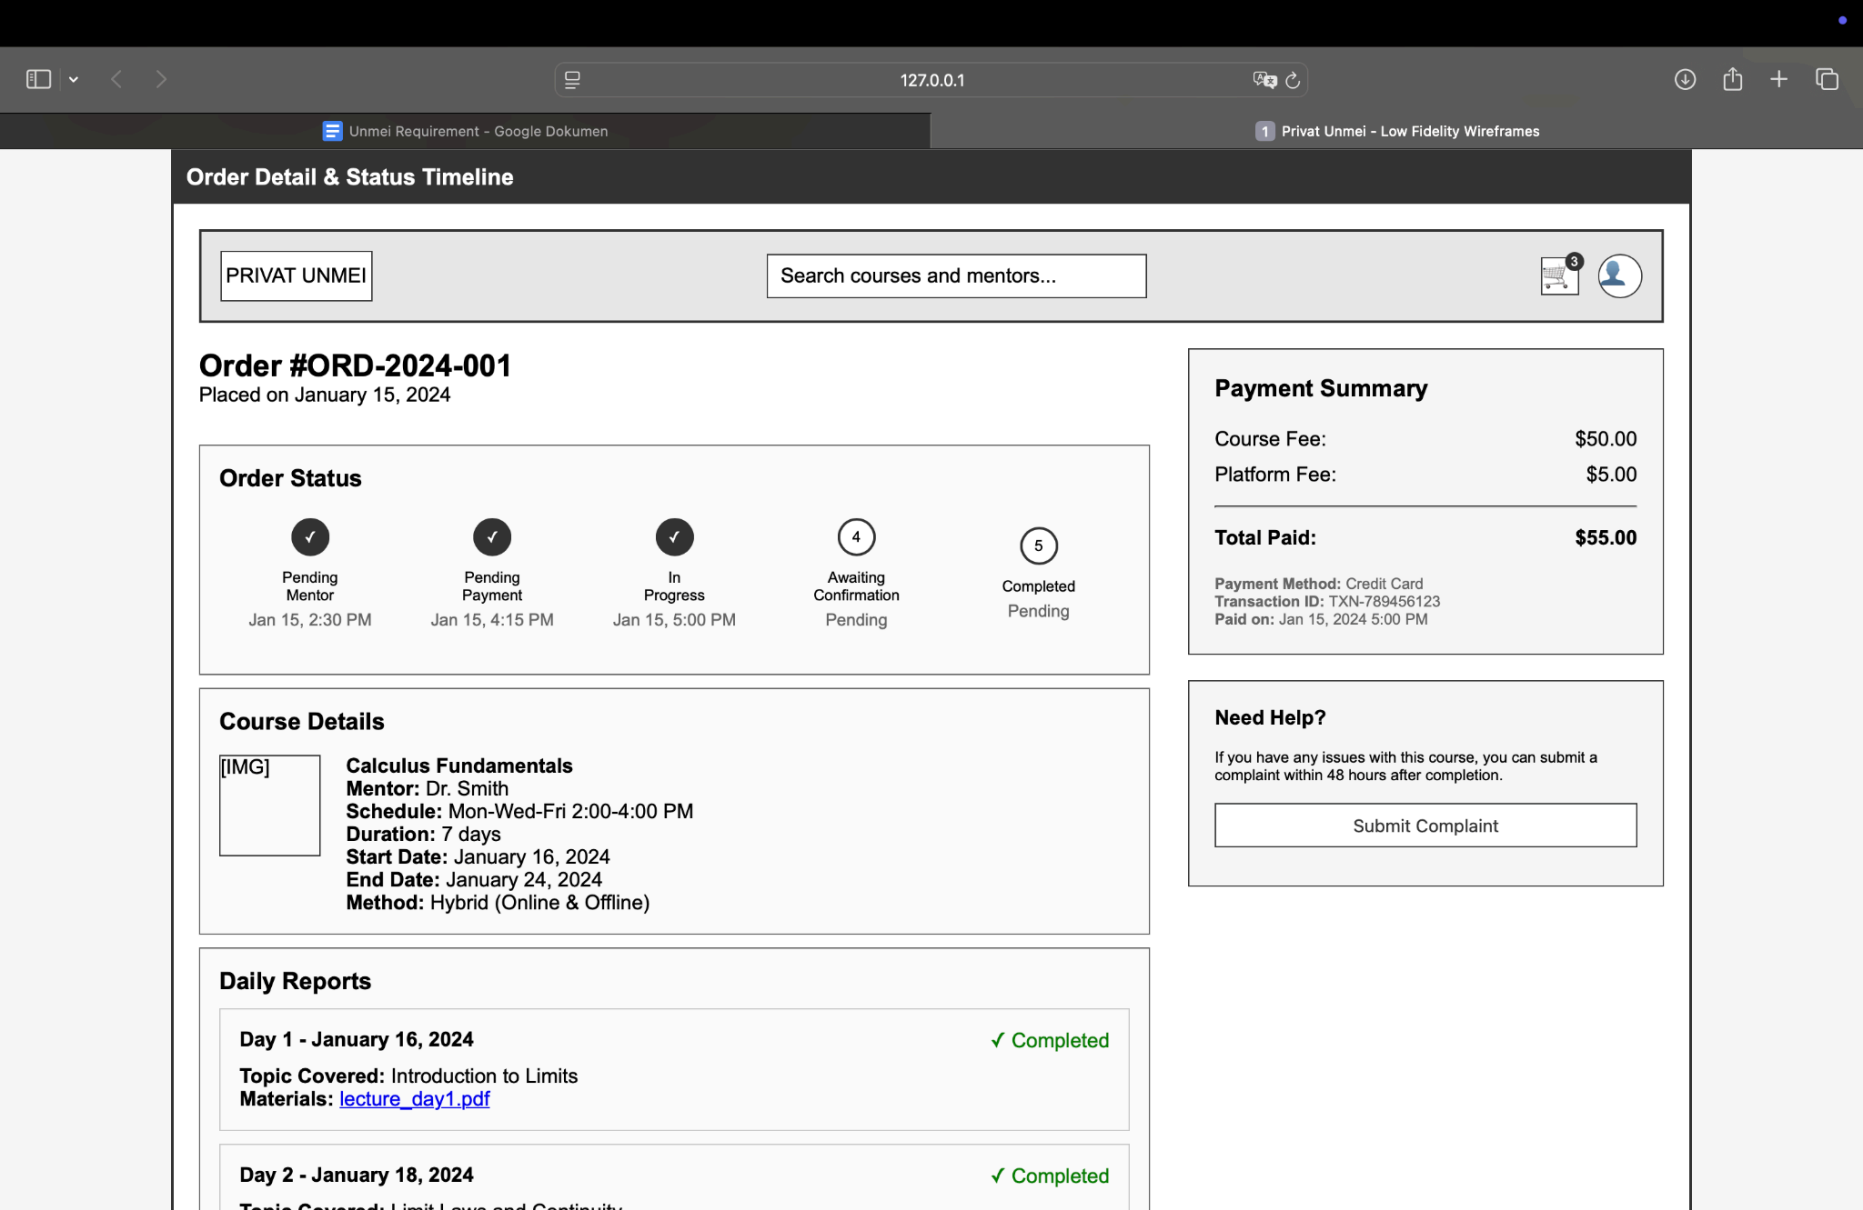 127.0.0.1
Unmei Requirement - Google Dokumen
1 Privat Unmei - Low Fidelity Wireframes
Order Detail & Status Timeline
PRIVAT UNMEI
Search courses and mentors...
3
Order #ORD-2024-001
Placed on January 15, 2024
Order Status
✓ ✓ ✓ 4 5
Pending Mentor
Jan 15, 2:30 PM
Pending Payment
Jan 15, 4:15 PM
In Progress
Jan 15, 5:00 PM
Awaiting Confirmation
Pending
Completed
Pending
Course Details
[IMG]
Calculus Fundamentals
Mentor: Dr. Smith
Schedule: Mon-Wed-Fri 2:00-4:00 PM
Duration: 7 days
Start Date: January 16, 2024
End Date: January 24, 2024
Method: Hybrid (Online & Offline)
Daily Reports
Day 1 - January 16, 2024
✓ Completed
Topic Covered: Introduction to Limits
Materials: lecture_day1.pdf
Day 2 - January 18, 2024
✓ Completed
Topic Covered: Limit Laws and Continuity
Payment Summary
Course Fee: $50.00
Platform Fee: $5.00
Total Paid: $55.00
Payment Method: Credit Card
Transaction ID: TXN-789456123
Paid on: Jan 15, 2024 5:00 PM
Need Help?
If you have any issues with this course, you can submit a
complaint within 48 hours after completion.
Submit Complaint